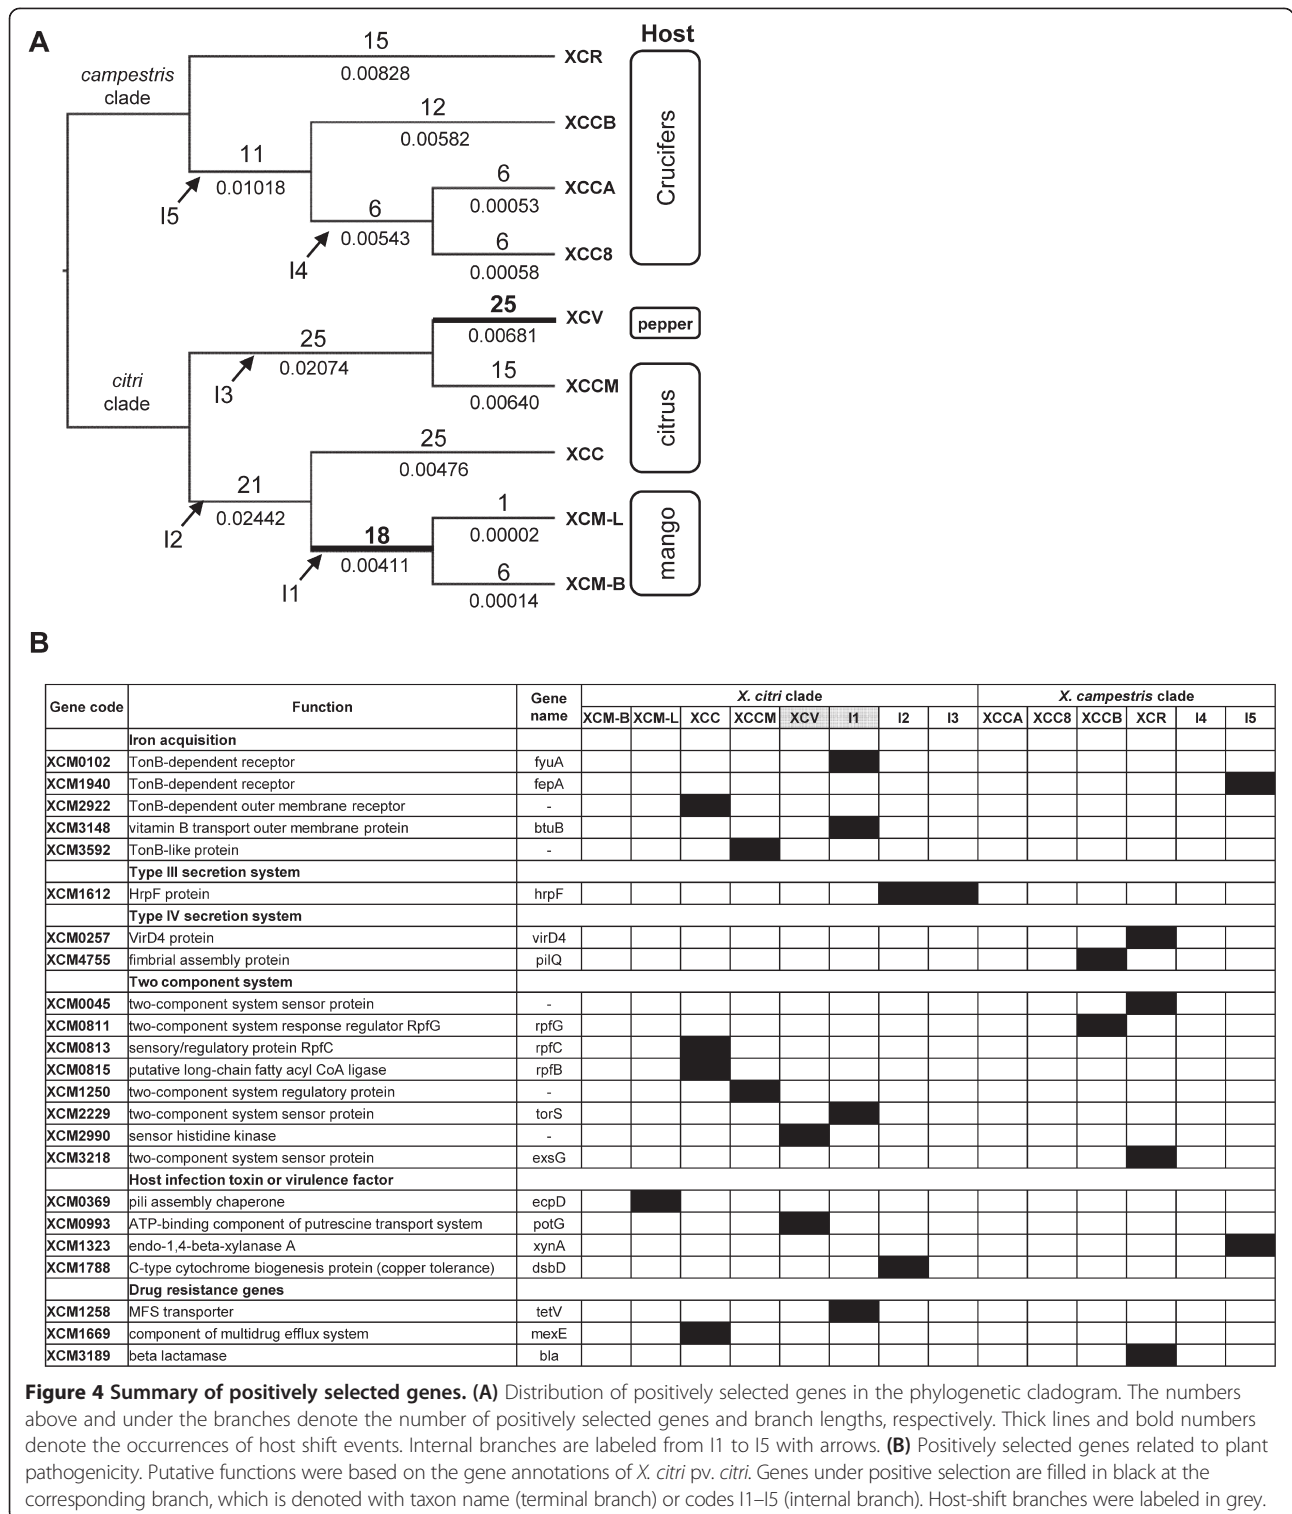 A
Host
15
XCR
0.00828
campestris
clade
12
XCCB
0.00582
Crucifers
11
0.01018
I5
6
XCCA
0.00053
6
0.00543
I4
6
XCC8
0.00058
25
XCV
pepper
0.00681
25
0.02074
I3
15
XCCM
0.00640
citrus
citri
clade
25
XCC
0.00476
21
0.02442
I2
1
XCM-L
0.00002
mango
18
0.00411
I1
6
XCM-B
0.00014
B
Gene code Function Gene name X. citri clade X. campestris clade
XCM-B XCM-L XCC XCCM XCV I1 I2 I3 XCCA XCC8 XCCB XCR I4 I5
Iron acquisition
XCM0102 TonB-dependent receptor fyuA
XCM1940 TonB-dependent receptor fepA
XCM2922 TonB-dependent outer membrane receptor -
XCM3148 vitamin B transport outer membrane protein btuB
XCM3592 TonB-like protein -
Type III secretion system
XCM1612 HrpF protein hrpF
Type IV secretion system
XCM0257 VirD4 protein virD4
XCM4755 fimbrial assembly protein pilQ
Two component system
XCM0045 two-component system sensor protein -
XCM0811 two-component system response regulator RpfG rpfG
XCM0813 sensory/regulatory protein RpfC rpfC
XCM0815 putative long-chain fatty acyl CoA ligase rpfB
XCM1250 two-component system regulatory protein -
XCM2229 two-component system sensor protein torS
XCM2990 sensor histidine kinase -
XCM3218 two-component system sensor protein exsG
Host infection toxin or virulence factor
XCM0369 pili assembly chaperone ecpD
XCM0993 ATP-binding component of putrescine transport system potG
XCM1323 endo-1,4-beta-xylanase A xynA
XCM1788 C-type cytochrome biogenesis protein (copper tolerance) dsbD
Drug resistance genes
XCM1258 MFS transporter tetV
XCM1669 component of multidrug efflux system mexE
XCM3189 beta lactamase bla
Figure 4 Summary of positively selected genes. (A) Distribution of positively selected genes in the phylogenetic cladogram. The numbers
above and under the branches denote the number of positively selected genes and branch lengths, respectively. Thick lines and bold numbers
denote the occurrences of host shift events. Internal branches are labeled from I1 to I5 with arrows. (B) Positively selected genes related to plant
pathogenicity. Putative functions were based on the gene annotations of X. citri pv. citri. Genes under positive selection are filled in black at the
corresponding branch, which is denoted with taxon name (terminal branch) or codes I1–I5 (internal branch). Host-shift branches were labeled in grey.